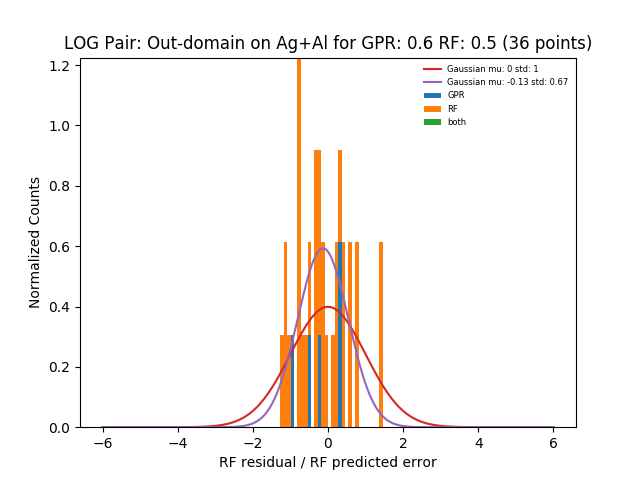 LOG Pair: Out-domain on Ag+Al for GPR: 0.6 RF: 0.5 (36 points)
Gaussian mu: 0 std: 1
Gaussian mu: -0.13 std: 0.67
GPR
RF
both
Normalized Counts
1.2
1.0
0.8
0.6
0.4
0.2
0.0
−6 −4 −2 0 2 4 6
RF residual / RF predicted error